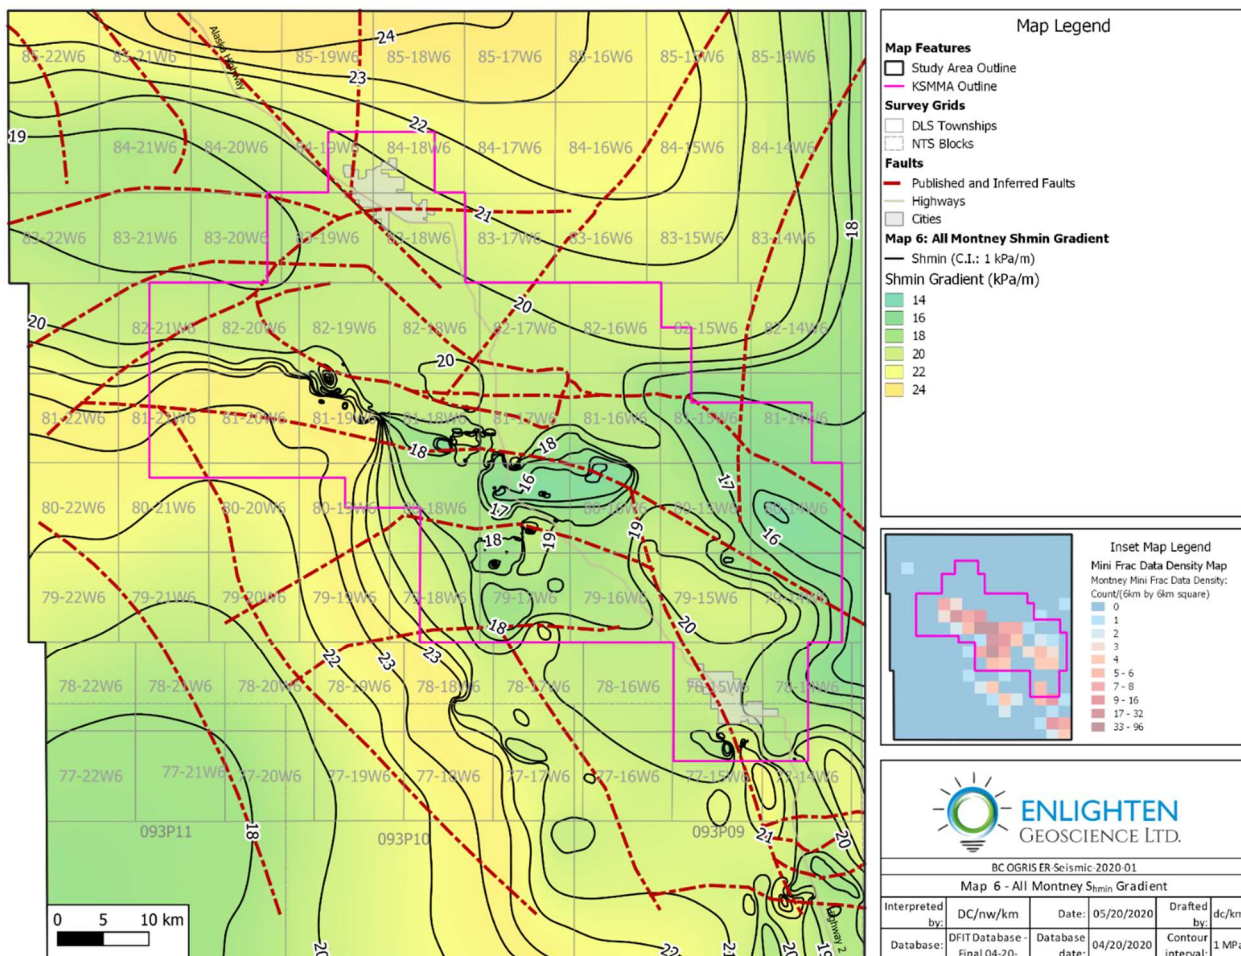 24
85-22W6 85-21W6 85-19W6 85-18W6 85-17W6 85-16W6 85-15W6 85-14W6
Alaska Highway
23
22
19
84-21W6 84-20W6 84-19W6 84-18W6 84-17W6 84-16W6 84-15W6 84-14W6
21
18
83-22W6 83-21W6 83-20W6 83-19W6 83-18W6 83-17W6 83-16W6 83-15W6 83-14W6
20
20
82-21W6 82-20W6 82-19W6 82-18W6 82-17W6 82-16W6 82-15W6 82-14W6
20
81-22W6 81-21W6 81-20W6 81-19W6 81-18W6 81-17W6 81-16W6 81-15W6 81-14W6
18 18
16 17
17
80-22W6 80-21W6 80-20W6 80-19W6 80-18W6 80-16W6 80-15W6 80-14W6
18 19 19 16
79-22W6 79-21W6 79-20W6 79-19W6 79-18W6 79-17W6 79-16W6 79-15W6 79-14W6
18 20
22 23 23
78-22W6 78-21W6 78-20W6 78-19W6 78-18W6 78-17W6 78-16W6 78-15W6 78-14W6
77-22W6 77-21W6 77-20W6 77-19W6 77-18W6 77-17W6 77-16W6 77-15W6 77-14W6
18
093P11 093P10 093P09
21 20
Highway 2
0 5 10 km
20 22 21 20 19
Map Legend
Map Features
Study Area Outline
KSMMA Outline
Survey Grids
DLS Townships
NTS Blocks
Faults
Published and Inferred Faults
Highways
Cities
Map 6: All Montney Shmin Gradient
Shmin (C.I.: 1 kPa/m)
Shmin Gradient (kPa/m)
14
16
18
20
22
24
Inset Map Legend
Mini Frac Data Density Map
Montney Mini Frac Data Density:
Count/(6km by 6km square)
0
1
2
3
4
5 - 6
7 - 8
9 - 16
17 - 32
33 - 96
ENLIGHTEN
GEOSCIENCE LTD.
BC OGRIS ER-Seismic-2020-01
Map 6 - All Montney Shmin Gradient
Interpreted by: DC/nw/km Date: 05/20/2020 Drafted by: dc/km
Database: DFIT Database - Final 04-20- Database date: 04/20/2020 Contour interval: 1 MPa